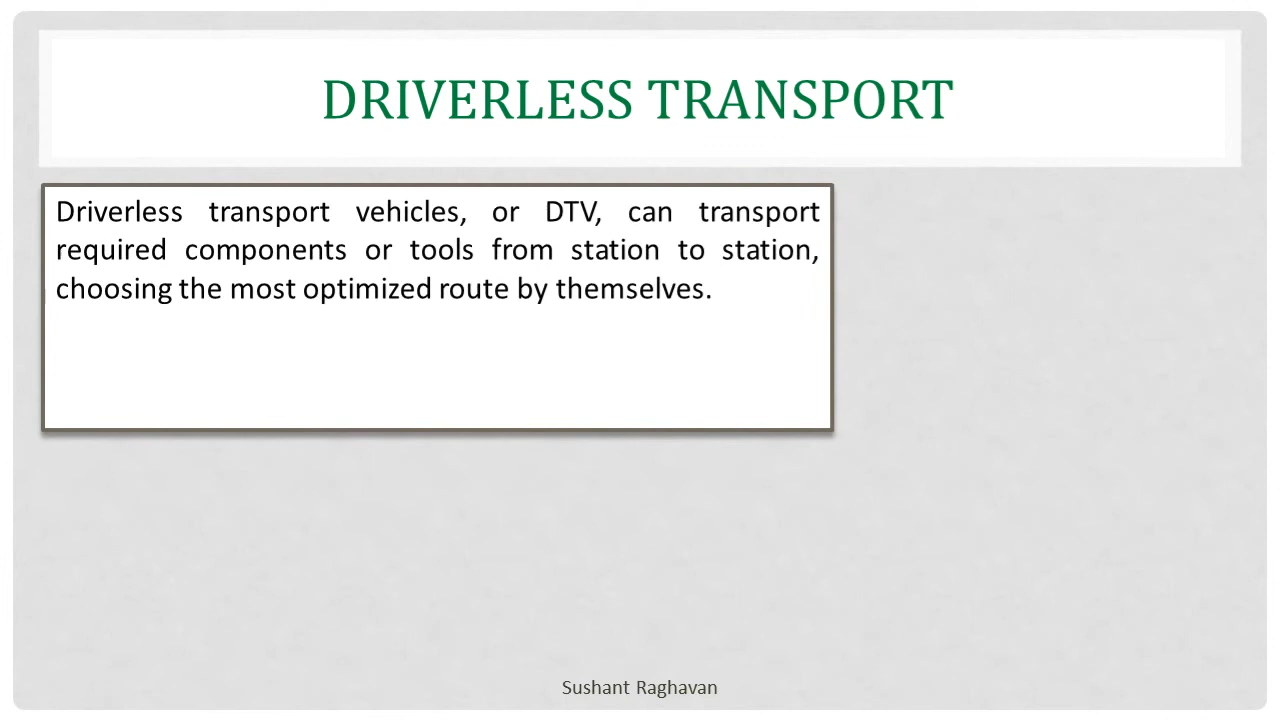 DRIVERLESS TRANSPORT
Driverless transport vehicles, or DTV, can transport
required components or tools from station to station,
choosing the most optimized route by themselves.
Sushant Raghavan